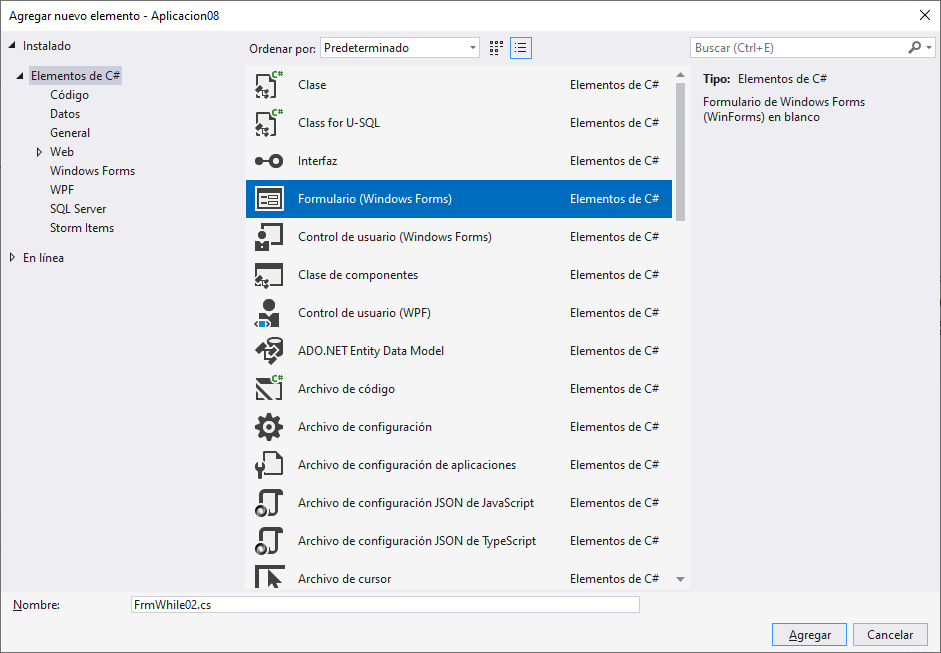 Agregar nuevo elemento - Aplicacion08
Instalado
Ordenar por: Predeterminado
Buscar (Ctrl+E)
Elementos de C#
Código
Datos
General
Web
Windows Forms
WPF
SQL Server
Storm Items
En línea
C# Clase Elementos de C#
C# Class for U-SQL Elementos de C#
Interfaz Elementos de C#
Formulario (Windows Forms) Elementos de C#
Control de usuario (Windows Forms) Elementos de C#
Clase de componentes Elementos de C#
Control de usuario (WPF) Elementos de C#
ADO.NET Entity Data Model Elementos de C#
C# Archivo de código Elementos de C#
Archivo de configuración Elementos de C#
Archivo de configuración de aplicaciones Elementos de C#
Archivo de configuración JSON de JavaScript Elementos de C#
Archivo de configuración JSON de TypeScript Elementos de C#
Archivo de cursor Elementos de C#
Tipo: Elementos de C#
Formulario de Windows Forms
(WinForms) en blanco
Nombre: FrmWhile02.cs
Agregar Cancelar